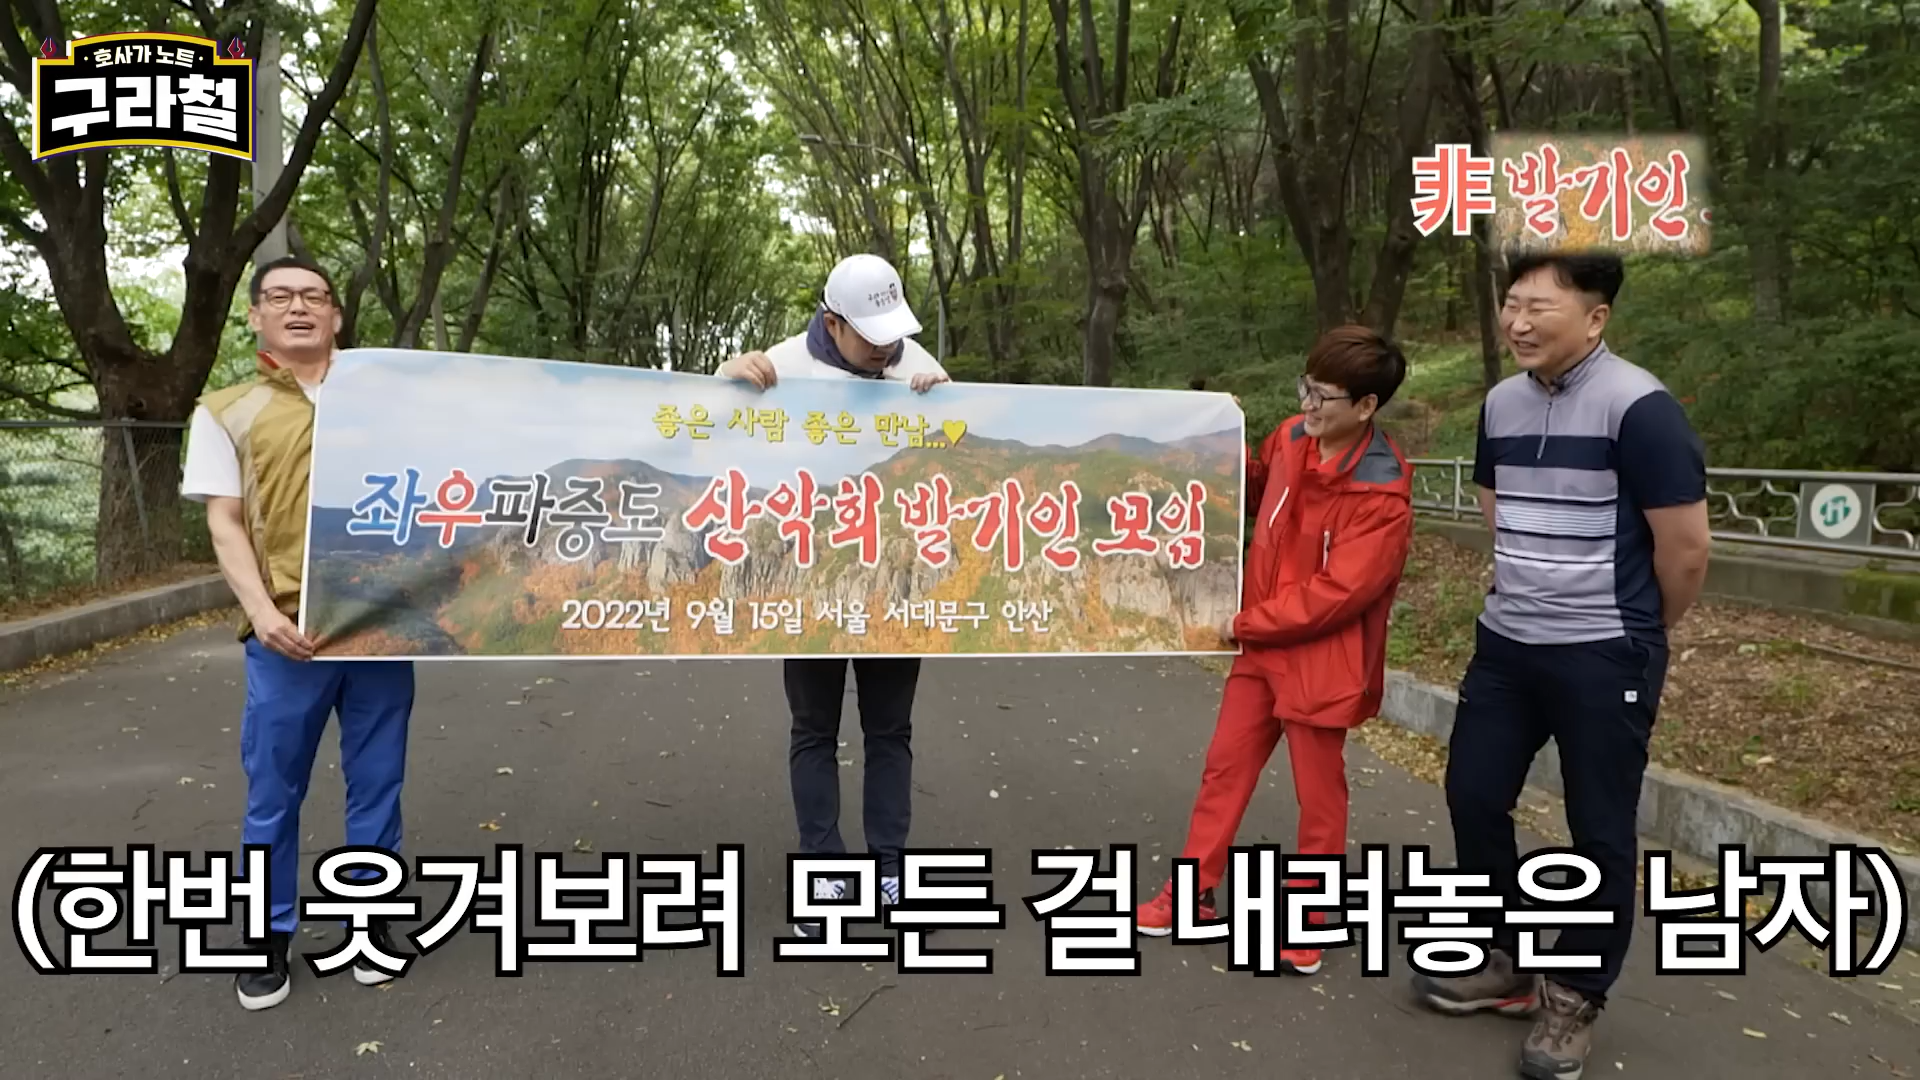 ·호사가 노트·
구라철
非 발기인
좋은 사람 좋은 만남...♥
좌우파중도 산악회 발기인 모임
2022년 9월 15일 서울 서대문구 안산
(한번 웃겨보려 모든 걸 내려놓은 남자)